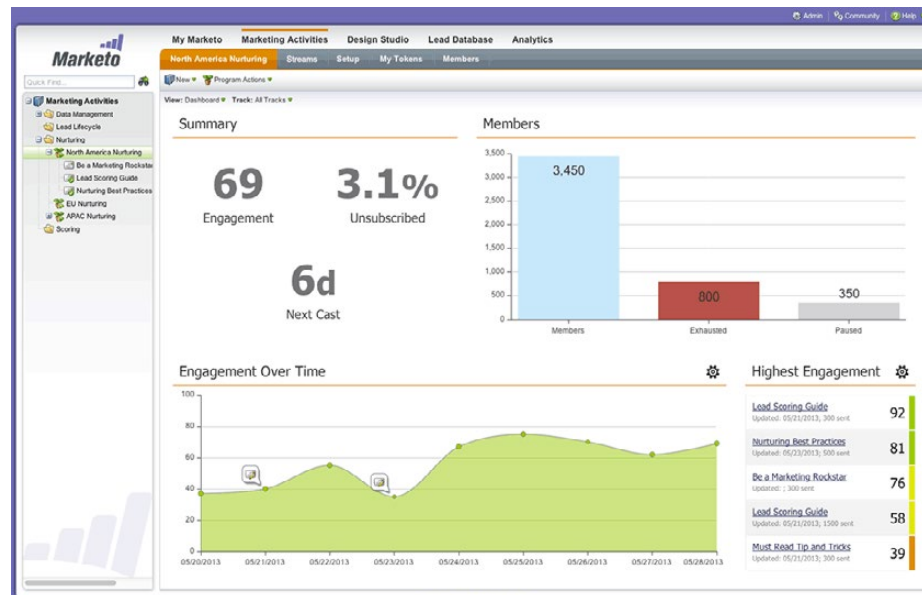 Admin Community Help
Marketo
My Marketo Marketing Activities Design Studio Lead Database Analytics
North America Nurturing Streams Setup My Tokens Members
Quick Find...
New Program Actions
View: Dashboard Track: All Tracks
Marketing Activities
Data Management
Lead Lifecycle
Nurturing
North America Nurturing
Be a Marketing Rockstar
Lead Scoring Guide
Nurturing Best Practices
EU Nurturing
APAC Nurturing
Scoring
Summary
69
Engagement
3.1%
Unsubscribed
6d
Next Cast
Members
3,500
3,000
2,500
2,000
1,500
1,000
500
0
3,450
800
350
Members Exhausted Paused
Engagement Over Time
100
80
60
40
20
0
05/20/2013 05/21/2013 05/22/2013 05/23/2013 05/24/2013 05/25/2013 05/26/2013 05/27/2013 05/28/2013
Highest Engagement
Lead Scoring Guide 92
Updated: 05/21/2013; 300 sent
Nurturing Best Practices 81
Updated: 05/23/2013; 500 sent
Be a Marketing Rockstar 76
Updated: ; 300 sent
Lead Scoring Guide 58
Updated: 05/21/2013; 1500 sent
Must Read Tip and Tricks 39
Updated: 05/21/2013; 300 sent